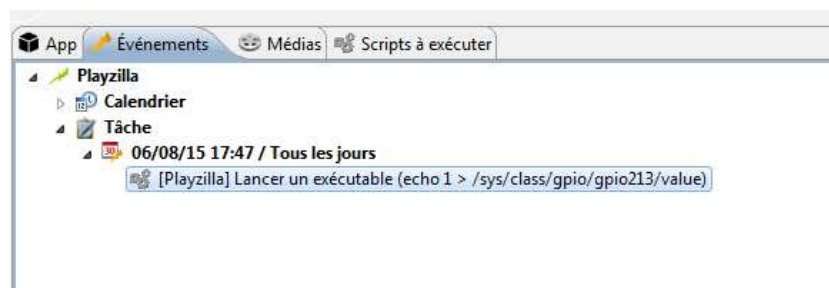 App Événements Médias Scripts à exécuter
Playzilla
Calendrier
Tâche
06/08/15 17:47 / Tous les jours
[Playzilla] Lancer un exécutable (echo 1 > /sys/class/gpio/gpio213/value)